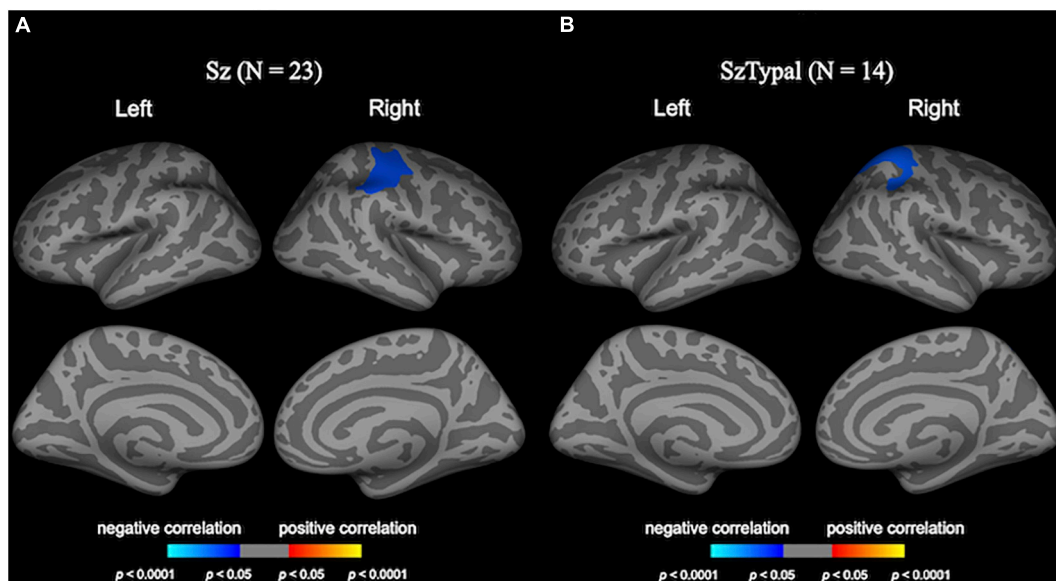 A
B
Sz (N = 23)
SzTypal (N = 14)
Left
Right
Left
Right
negative correlation
positive correlation
negative correlation
positive correlation
p < 0.0001
p < 0.05
p < 0.05
p < 0.0001
p < 0.0001
p < 0.05
p < 0.05
p < 0.0001